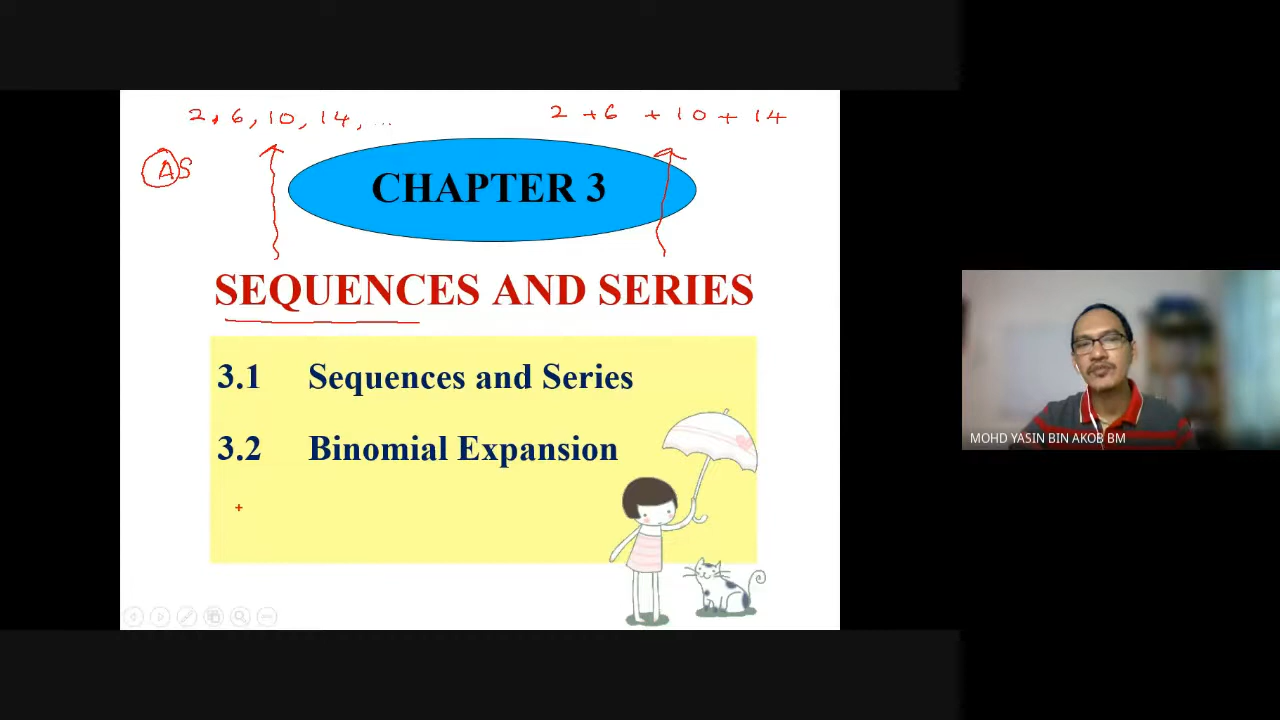 2, 6, 10, 14, ...
2 + 6 + 10 + 14
AS
CHAPTER 3
SEQUENCES AND SERIES
3.1 Sequences and Series
3.2 Binomial Expansion
MOHD YASIN BIN AKOB BM